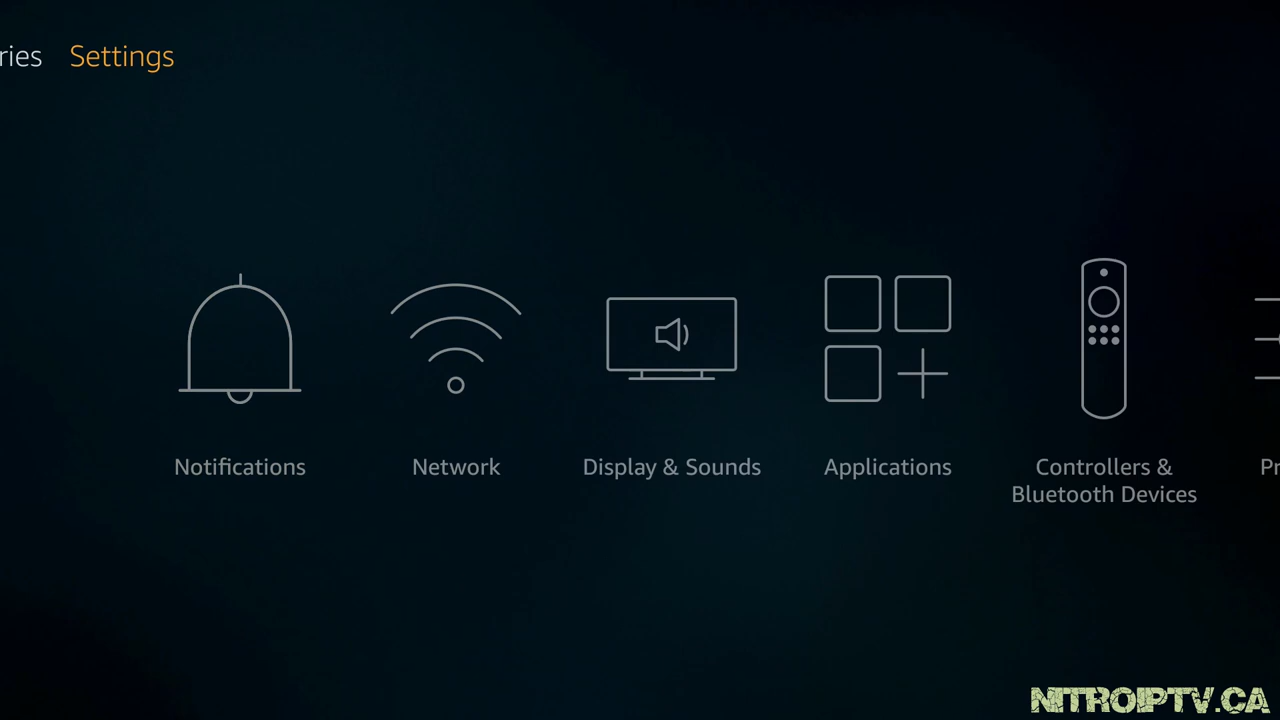 ries Settings
Notifications
Network
Display & Sounds
Applications
Controllers &
Bluetooth Devices
Pr
NITROIPTV.CA